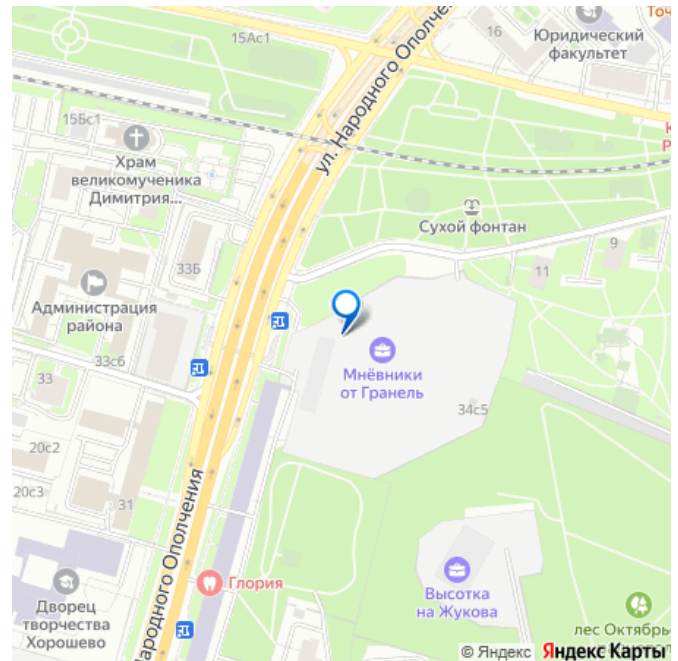 15Ас1
16
Точ
Юридический
факультет
ул. Народного Ополчения
15Бс1
Храм
великомученика
Димитрия...
К
Р
Сухой фонтан
9
11
33Б
Администрация
района
33с6
33
Мнёвники
от Гранель
34с5
20с2
20с3
31
Народного Ополчения
Глория
Высотка
на Жукова
Дворец
творчества
Хорошево
лес Октябрь
© Яндекс Яндекс Карты